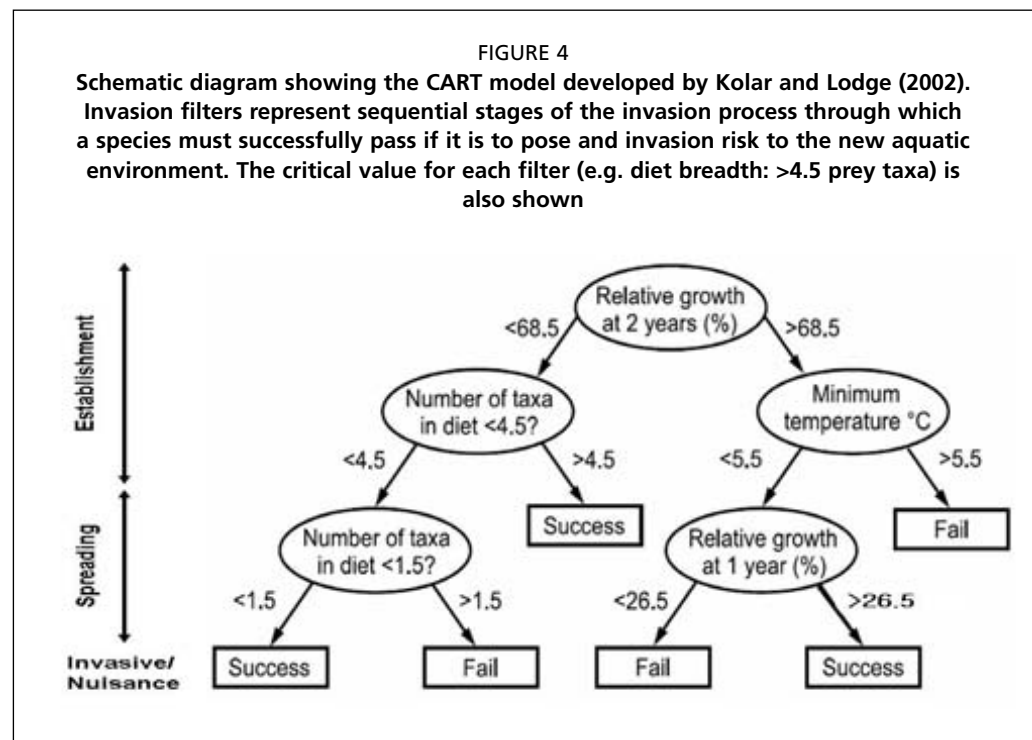 FIGURE 4
Schematic diagram showing the CART model developed by Kolar and Lodge (2002).
Invasion filters represent sequential stages of the invasion process through which
a species must successfully pass if it is to pose and invasion risk to the new aquatic
environment. The critical value for each filter (e.g. diet breadth: >4.5 prey taxa) is
also shown
Establishment
Relative growth
at 2 years (%)
<68.5
>68.5
Number of taxa
in diet <4.5?
Minimum
temperature °C
<4.5
>4.5
<5.5
>5.5
Success
Fail
Spreading
Number of taxa
in diet <1.5?
Relative growth
at 1 year (%)
<1.5
>1.5
<26.5
>26.5
Invasive/
Nuisance
Success
Fail
Fail
Success